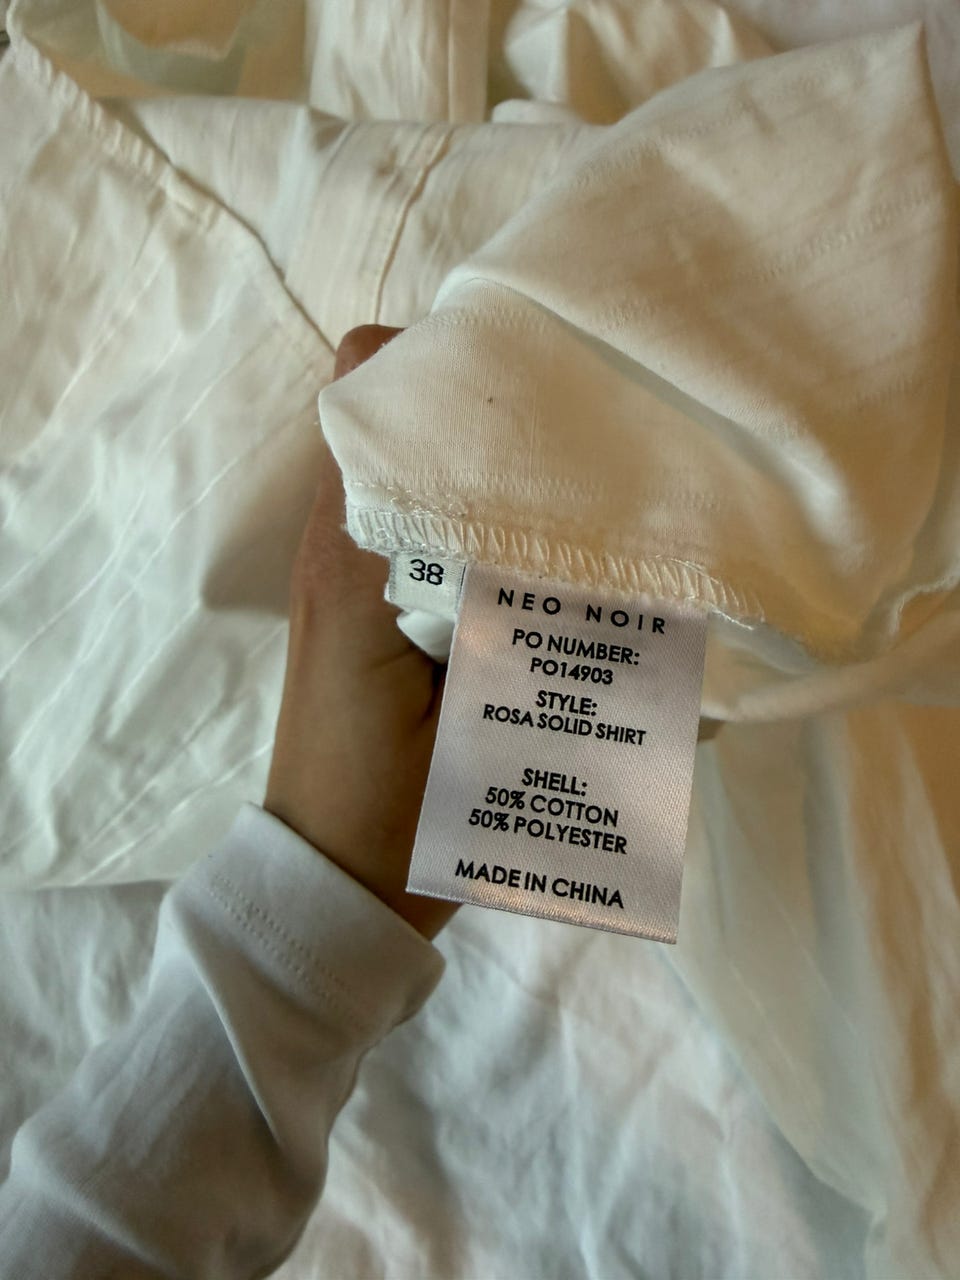 38
NEO NOIR
PO NUMBER:
PO14903
STYLE:
ROSA SOLID SHIRT
SHELL:
50% COTTON
50% POLYESTER
MADE IN CHINA